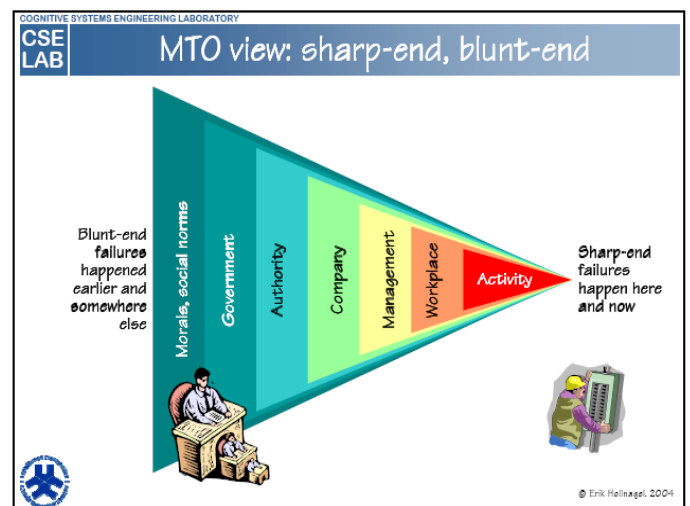 COGNITIVE SYSTEMS ENGINEERING LABORATORY
CSE
LAB
MTO view: sharp-end, blunt-end
Blunt-end
failures
happened
earlier and
somewhere
else
Morals, social norms
Government
Authority
Company
Management
Workplace
Activity
Sharp-end
failures
happen here
and now
© Erik Hollnagel, 2004